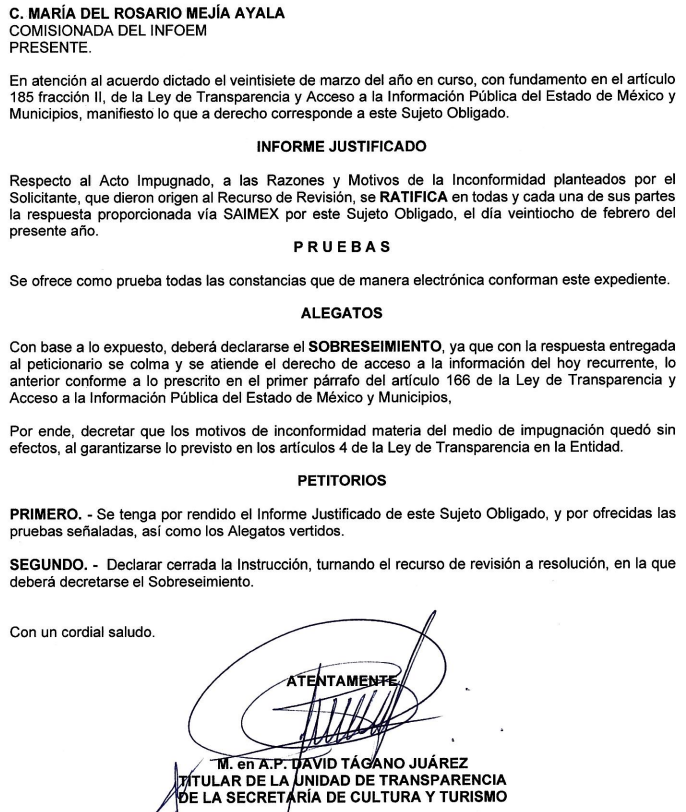 C. MARÍA DEL ROSARIO MEJÍA AYALA
COMISIONADA DEL INFOEM
PRESENTE.
En atención al acuerdo dictado el veintisiete de marzo del año en curso, con fundamento en el artículo
185 fracción II, de la Ley de Transparencia y Acceso a la Información Pública del Estado de México y
Municipios, manifiesto lo que a derecho corresponde a este Sujeto Obligado.
INFORME JUSTIFICADO
Respecto al Acto Impugnado, a las Razones y Motivos de la Inconformidad planteados por el
Solicitante, que dieron origen al Recurso de Revisión, se RATIFICA en todas y cada una de sus partes
la respuesta proporcionada vía SAIMEX por este Sujeto Obligado, el día veintiocho de febrero del
presente año.
P R U E B A S
Se ofrece como prueba todas las constancias que de manera electrónica conforman este expediente.
ALEGATOS
Con base a lo expuesto, deberá declararse el SOBRESEIMIENTO, ya que con la respuesta entregada
al peticionario se colma y se atiende el derecho de acceso a la información del hoy recurrente, lo
anterior conforme a lo prescrito en el primer párrafo del artículo 166 de la Ley de Transparencia y
Acceso a la Información Pública del Estado de México y Municipios,
Por ende, decretar que los motivos de inconformidad materia del medio de impugnación quedó sin
efectos, al garantizarse lo previsto en los artículos 4 de la Ley de Transparencia en la Entidad.
PETITORIOS
PRIMERO. - Se tenga por rendido el Informe Justificado de este Sujeto Obligado, y por ofrecidas las
pruebas señaladas, así como los Alegatos vertidos.
SEGUNDO. - Declarar cerrada la Instrucción, turnando el recurso de revisión a resolución, en la que
deberá decretarse el Sobreseimiento.
Con un cordial saludo.
ATENTAMENTE
M. en A.P. DAVID TÁGANO JUÁREZ
TITULAR DE LA UNIDAD DE TRANSPARENCIA
DE LA SECRETARÍA DE CULTURA Y TURISMO